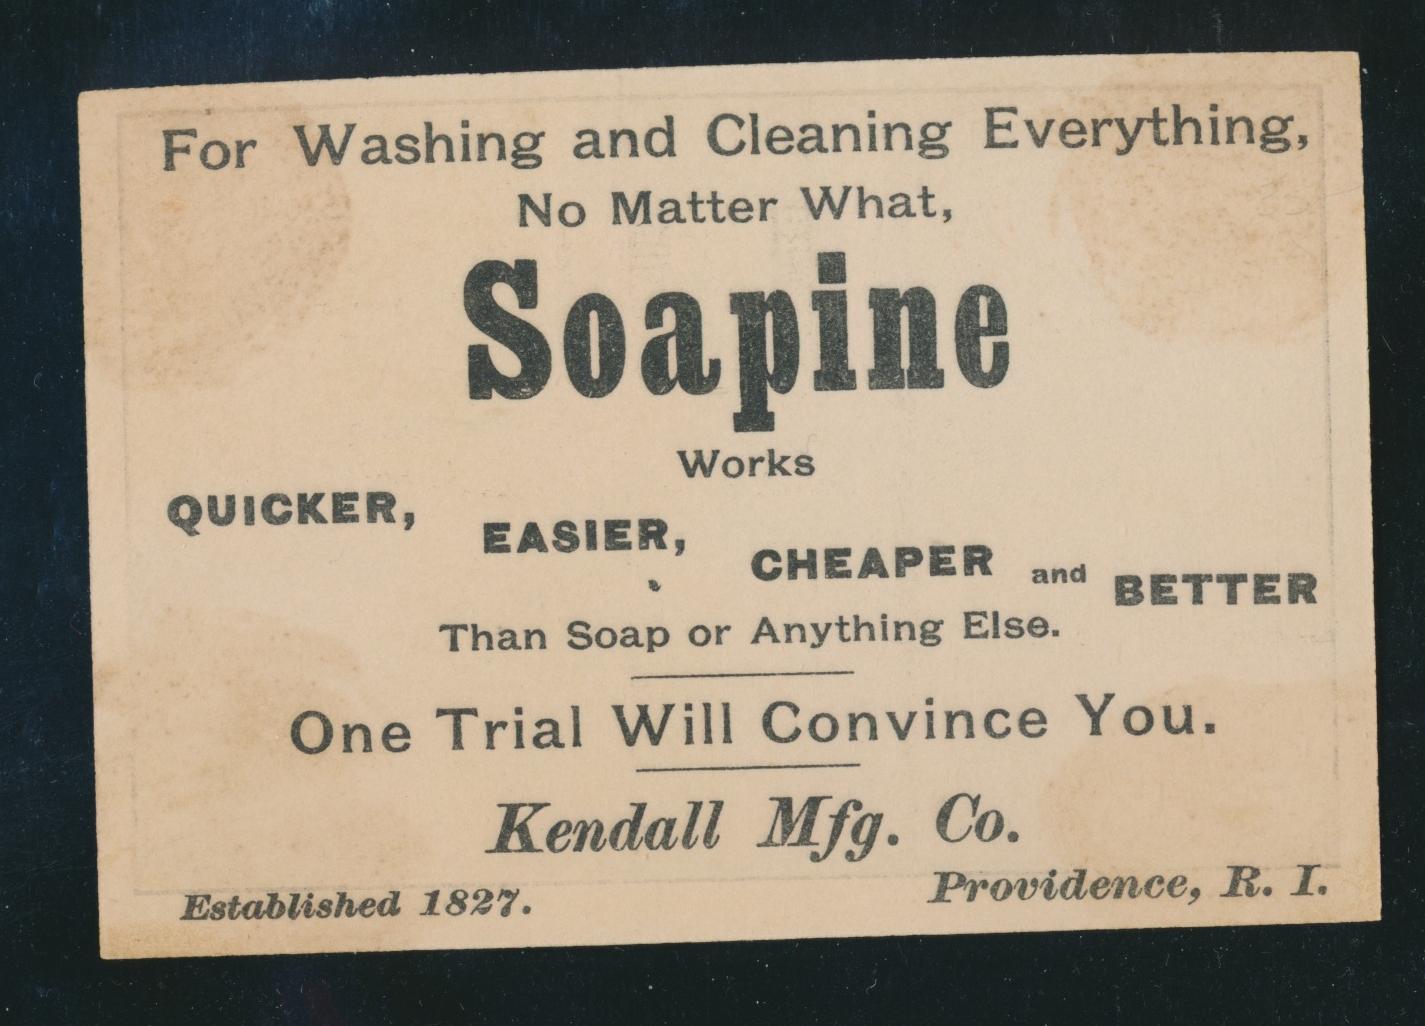 For Washing and Cleaning Everything,
No Matter What,
Soapine
Works
QUICKER, EASIER, CHEAPER and BETTER
Than Soap or Anything Else.
One Trial Will Convince You.
Kendall Mfg. Co.
Established 1827. Providence, R. I.